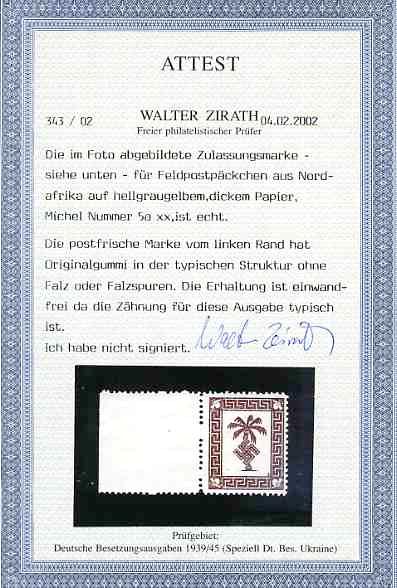 ATTEST
343 / 02 WALTER ZIRATH 04.02.2002
Freier philatelistischer Prüfer
Die im Foto abgebildete Zulassungsmarke -
siehe unten - für Feldpostpäckchen aus Nord-
afrika auf hellgraugelbem,dickem Papier,
Michel Nummer 5a xx,ist echt.
Die postfrische Marke vom linken Rand hat
Originalgummi in der typischen Struktur ohne
Falz oder Falzspuren. Die Erhaltung ist einwand-
frei da die Zähnung für diese Ausgabe typisch
ist.
Ich habe nicht signiert. Walter Zirath
Prüfgebiet:
Deutsche Besetzungsausgaben 1939/45 (Speziell Dt. Bes. Ukraine)